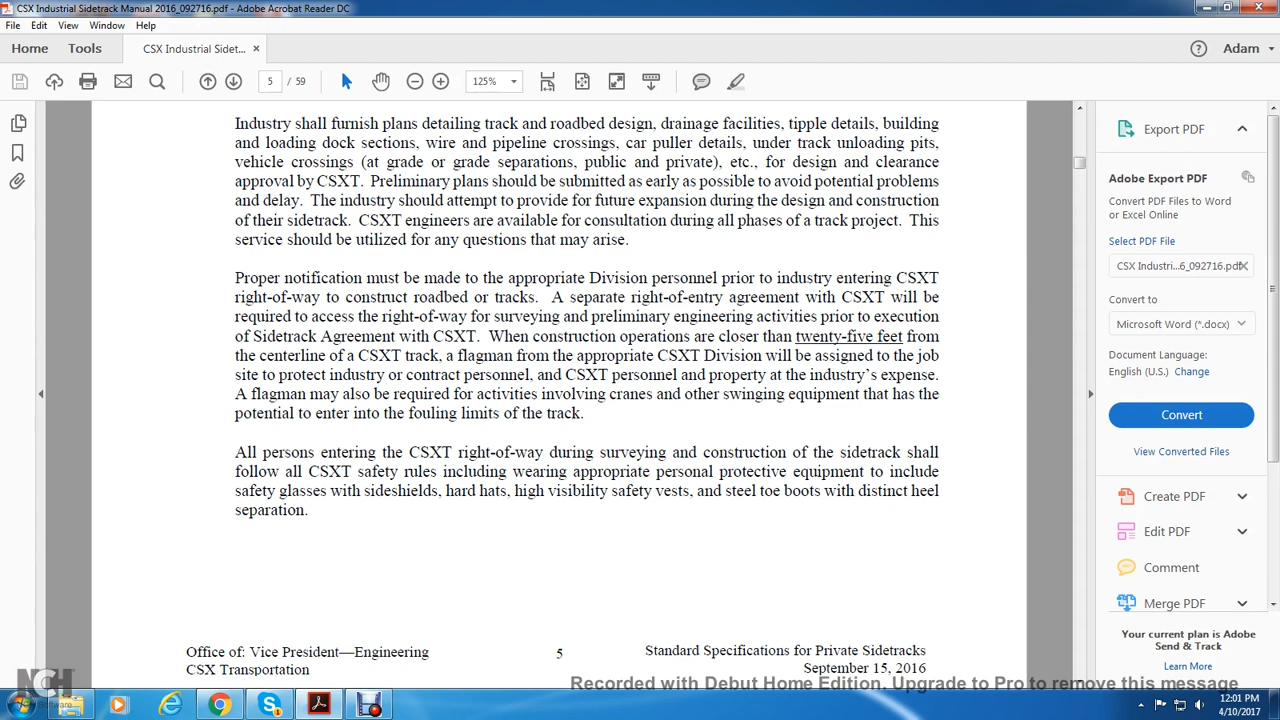 CSX Industrial Sidetrack Manual 2016_092716.pdf - Adobe Acrobat Reader DC
File Edit View Window Help
Home Tools CSX Industrial Sidet... × Adam
5 / 59 125%
Industry shall furnish plans detailing track and roadbed design, drainage facilities, tipple details, building
and loading dock sections, wire and pipeline crossings, car puller details, under track unloading pits,
vehicle crossings (at grade or grade separations, public and private), etc., for design and clearance
approval by CSXT. Preliminary plans should be submitted as early as possible to avoid potential problems
and delay. The industry should attempt to provide for future expansion during the design and construction
of their sidetrack. CSXT engineers are available for consultation during all phases of a track project. This
service should be utilized for any questions that may arise.
Proper notification must be made to the appropriate Division personnel prior to industry entering CSXT
right-of-way to construct roadbed or tracks. A separate right-of-entry agreement with CSXT will be
required to access the right-of-way for surveying and preliminary engineering activities prior to execution
of Sidetrack Agreement with CSXT. When construction operations are closer than twenty-five feet from
the centerline of a CSXT track, a flagman from the appropriate CSXT Division will be assigned to the job
site to protect industry or contract personnel, and CSXT personnel and property at the industry's expense.
A flagman may also be required for activities involving cranes and other swinging equipment that has the
potential to enter into the fouling limits of the track.
All persons entering the CSXT right-of-way during surveying and construction of the sidetrack shall
follow all CSXT safety rules including wearing appropriate personal protective equipment to include
safety glasses with sideshields, hard hats, high visibility safety vests, and steel toe boots with distinct heel
separation.
Office of: Vice President—Engineering
CSX Transportation
5
Standard Specifications for Private Sidetracks
September 15, 2016
Export PDF
Adobe Export PDF
Convert PDF Files to Word
or Excel Online
Select PDF File
CSX Industri...6_092716.pdf
Convert to
Microsoft Word (*.docx)
Document Language:
English (U.S.) Change
Convert
View Converted Files
Create PDF
Edit PDF
Comment
Merge PDF
Your current plan is Adobe
Send & Track
Learn More
Recorded with Debut Home Edition. Upgrade to Pro to remove this message
NCH
Software
12:01 PM
4/10/2017